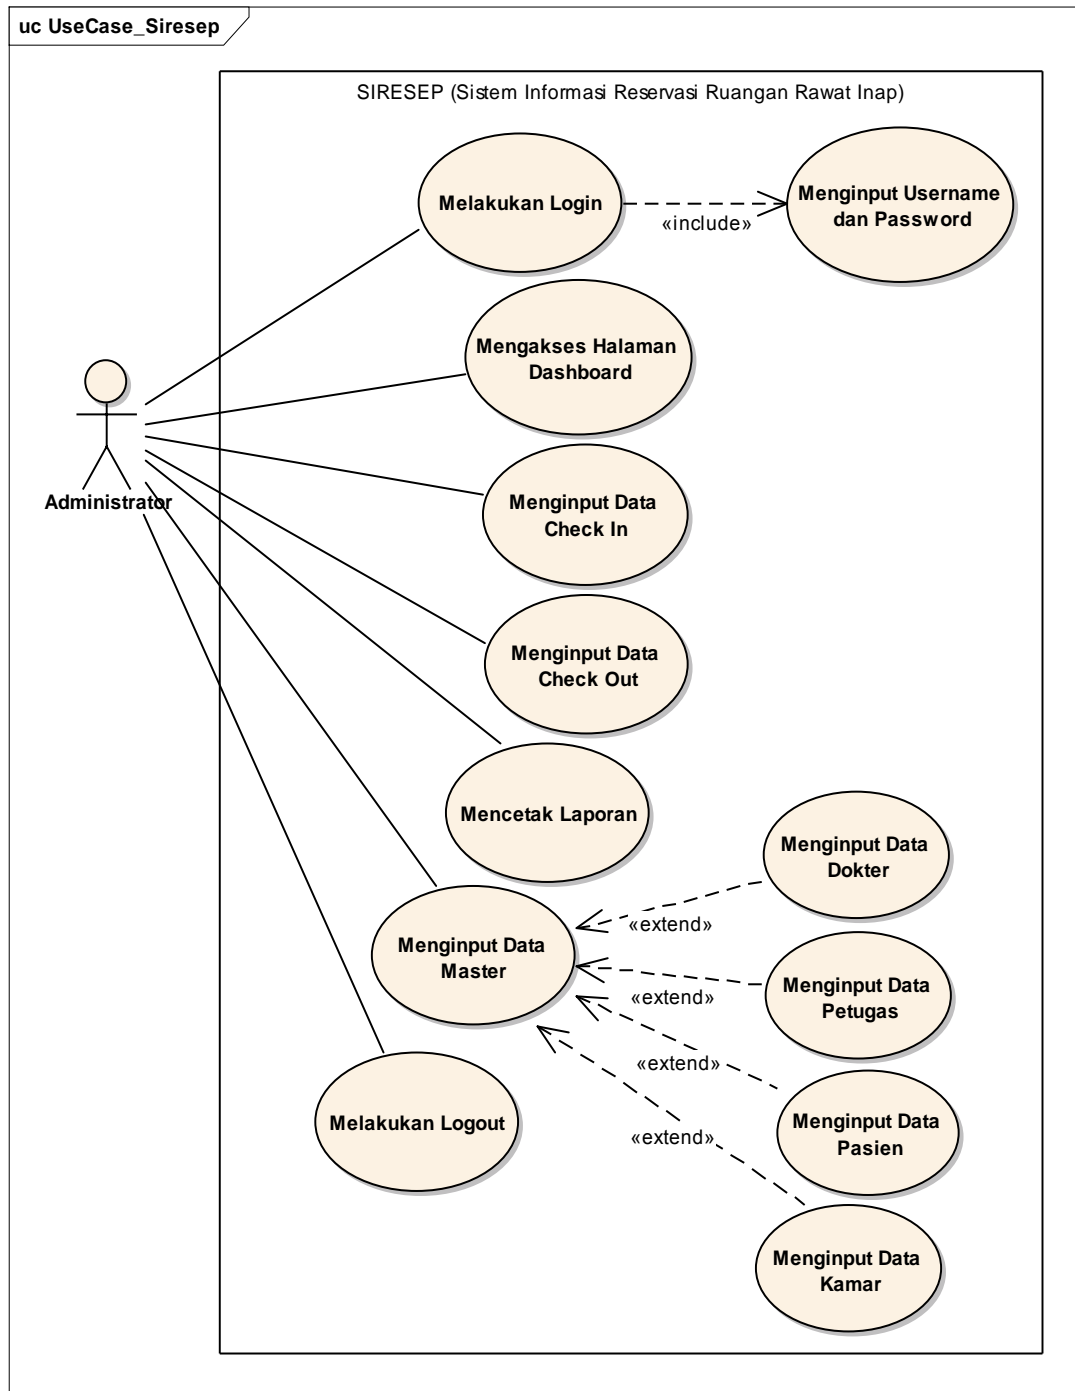 uc UseCase_Siresep
SIRESEP (Sistem Informasi Reservasi Ruangan Rawat Inap)
Melakukan Login
«include»
Menginput Username
dan Password
Mengakses Halaman
Dashboard
Administrator
Menginput Data
Check In
Menginput Data
Check Out
Mencetak Laporan
Menginput Data
Dokter
«extend»
Menginput Data
Master
Menginput Data
Petugas
«extend»
«extend»
Melakukan Logout
Menginput Data
Pasien
«extend»
Menginput Data
Kamar